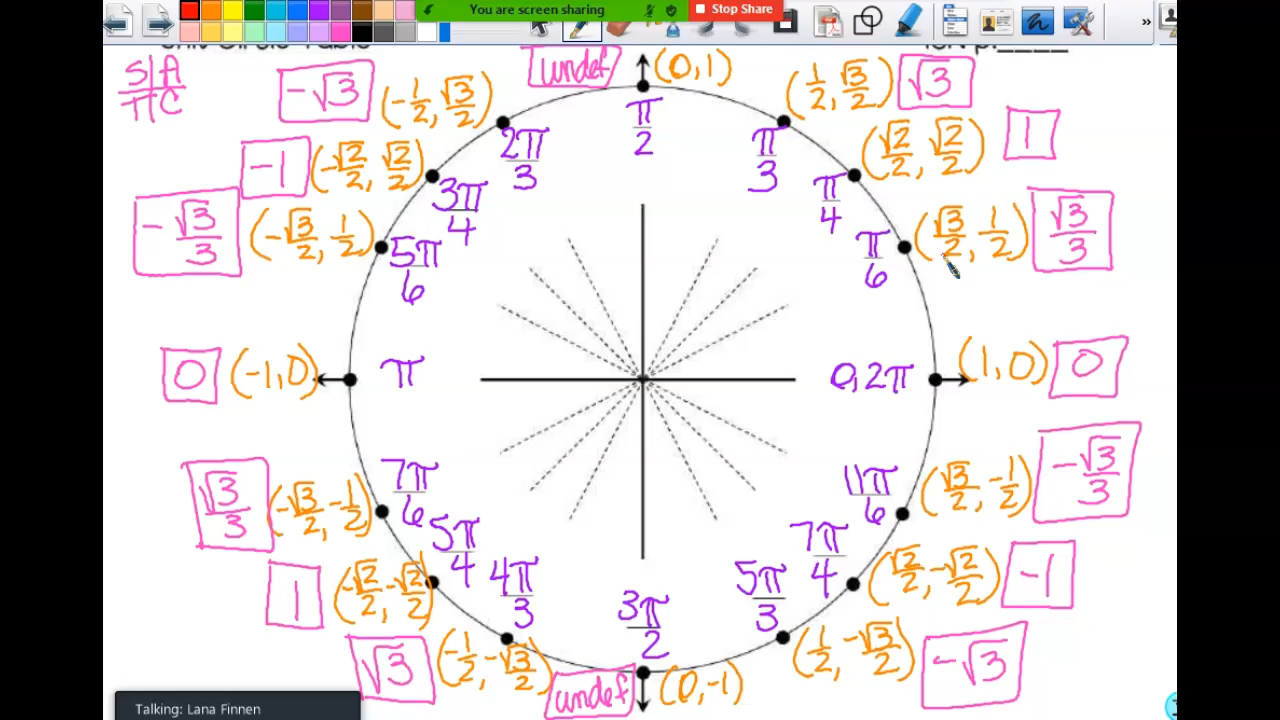 You are screen sharing
Stop Share
Unit Circle Table
S | A
T | C
undef (0, 1)
π/2
-√3 (-1/2, √3/2)
2π/3
(1/2, √3/2) √3
π/3
-1 (-√2/2, √2/2)
3π/4
(√2/2, √2/2) 1
π/4
-√3/3 (-√3/2, 1/2)
5π/6
(√3/2, 1/2) √3/3
π/6
0 (-1, 0) π
0, 2π (1, 0) 0
√3/3 (-√3/2, -1/2)
7π/6
11π/6
(√3/2, -1/2) -√3/3
1 (-√2/2, -√2/2)
5π/4
7π/4
(√2/2, -√2/2) -1
√3 (-1/2, -√3/2)
4π/3
5π/3
(1/2, -√3/2) -√3
3π/2
undef (0, -1)
Talking: Lana Finnen